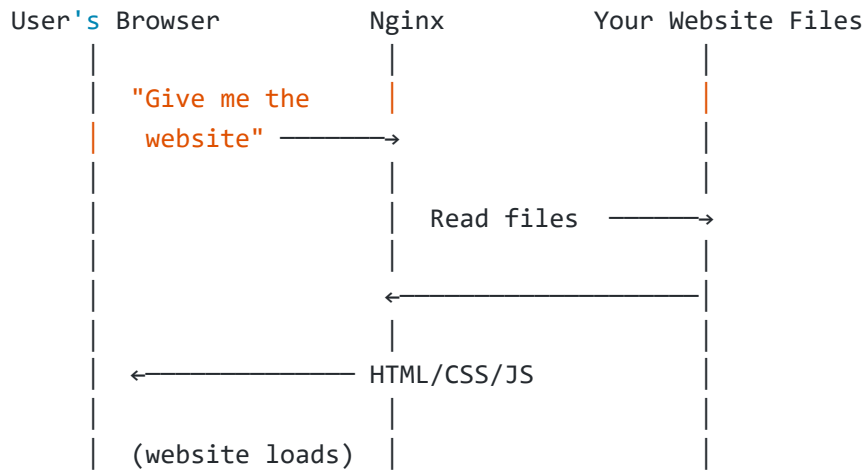 User's Browser Nginx Your Website Files
"Give me the
website"
Read files
HTML/CSS/JS
(website loads)